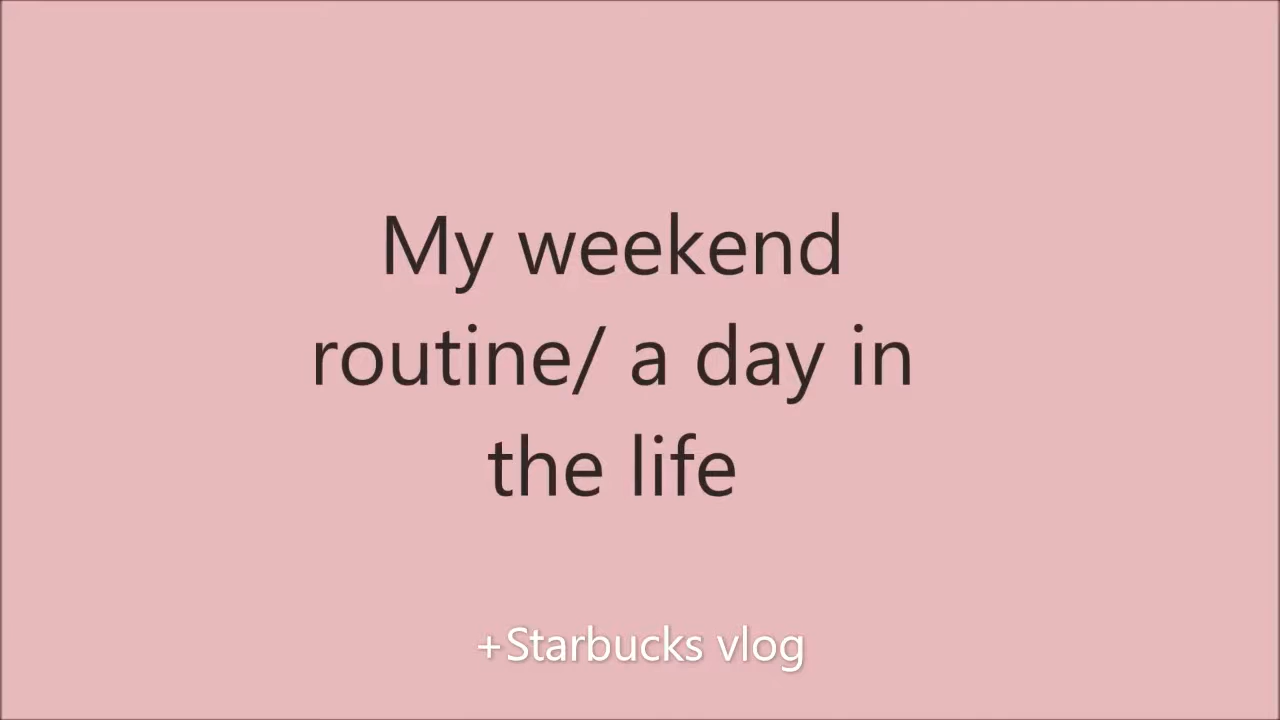 My weekend
routine/ a day in
the life
+Starbucks vlog